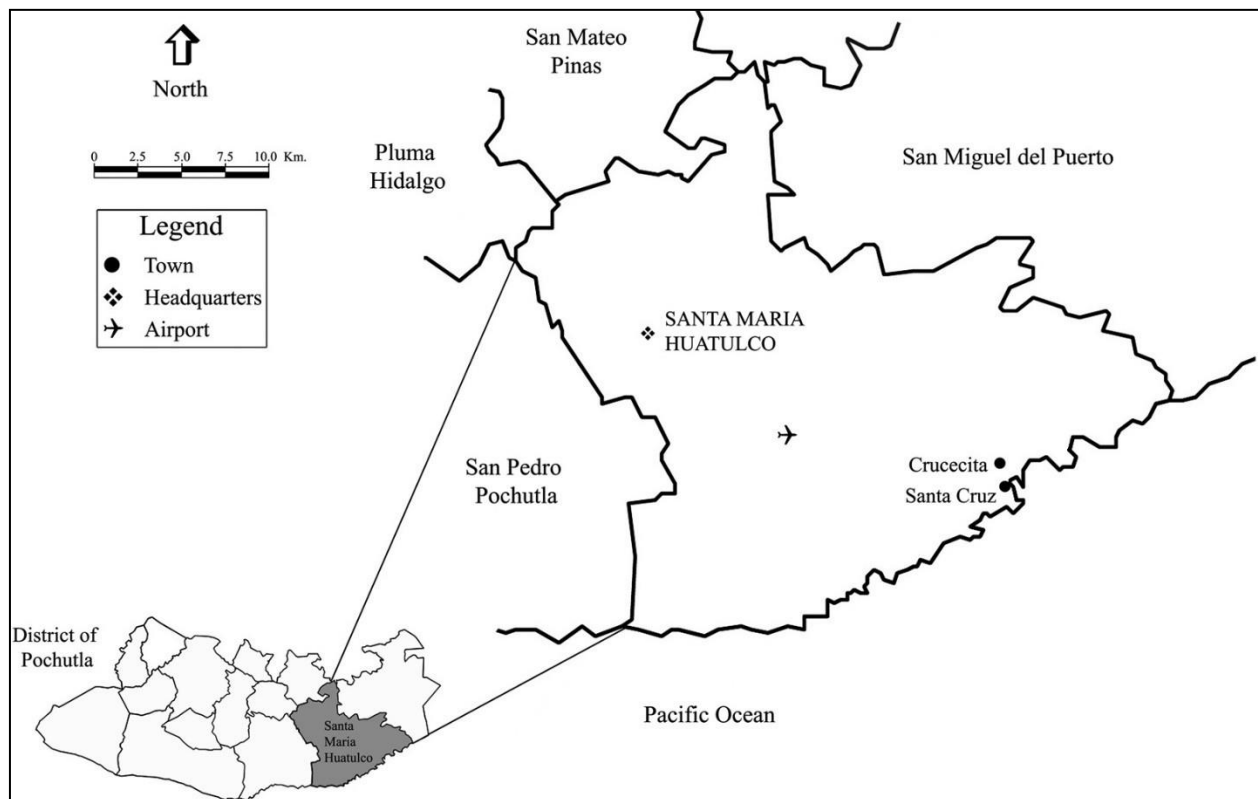 North
0 2.5 5.0 7.5 10.0 Km.
Legend
Town
Headquarters
Airport
San Mateo
Pinas
Pluma
Hidalgo
San Miguel del Puerto
SANTA MARIA
HUATULCO
San Pedro
Pochutla
Crucecita
Santa Cruz
District of
Pochutla
Santa
Maria
Huatulco
Pacific Ocean